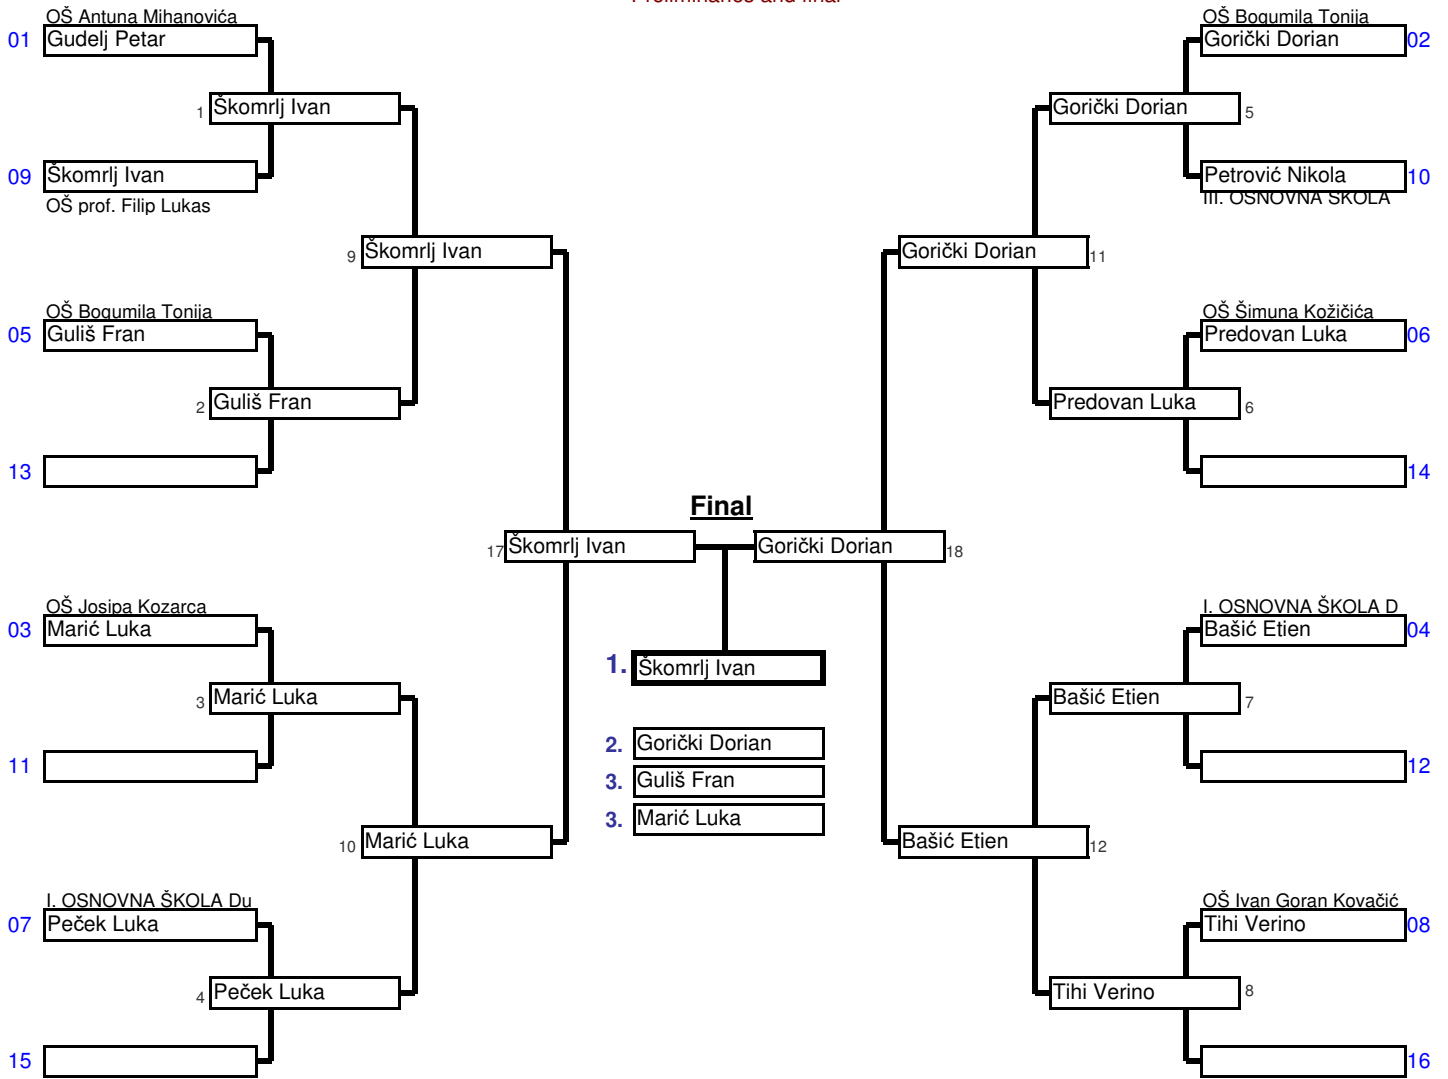 Preliminaries and final
OŠ Antuna Mihanovića
01 Gudelj Petar
1 Škomrlj Ivan
09 Škomrlj Ivan
OŠ prof. Filip Lukas
9 Škomrlj Ivan
OŠ Bogumila Tonija
05 Guliš Fran
2 Guliš Fran
13
17 Škomrlj Ivan
OŠ Josipa Kozarca
03 Marić Luka
3 Marić Luka
11
10 Marić Luka
I. OSNOVNA ŠKOLA Du
07 Peček Luka
4 Peček Luka
15
Final
1. Škomrlj Ivan
2. Gorički Dorian
3. Guliš Fran
3. Marić Luka
OŠ Bogumila Tonija
Gorički Dorian 02
Gorički Dorian 5
Petrović Nikola 10
III. OSNOVNA ŠKOLA
Gorički Dorian 11
OŠ Šimuna Kožičića
Predovan Luka 06
Predovan Luka 6
14
Gorički Dorian 18
I. OSNOVNA ŠKOLA D
Bašić Etien 04
Bašić Etien 7
12
Bašić Etien 12
OŠ Ivan Goran Kovačić
Tihi Verino 08
Tihi Verino 8
16